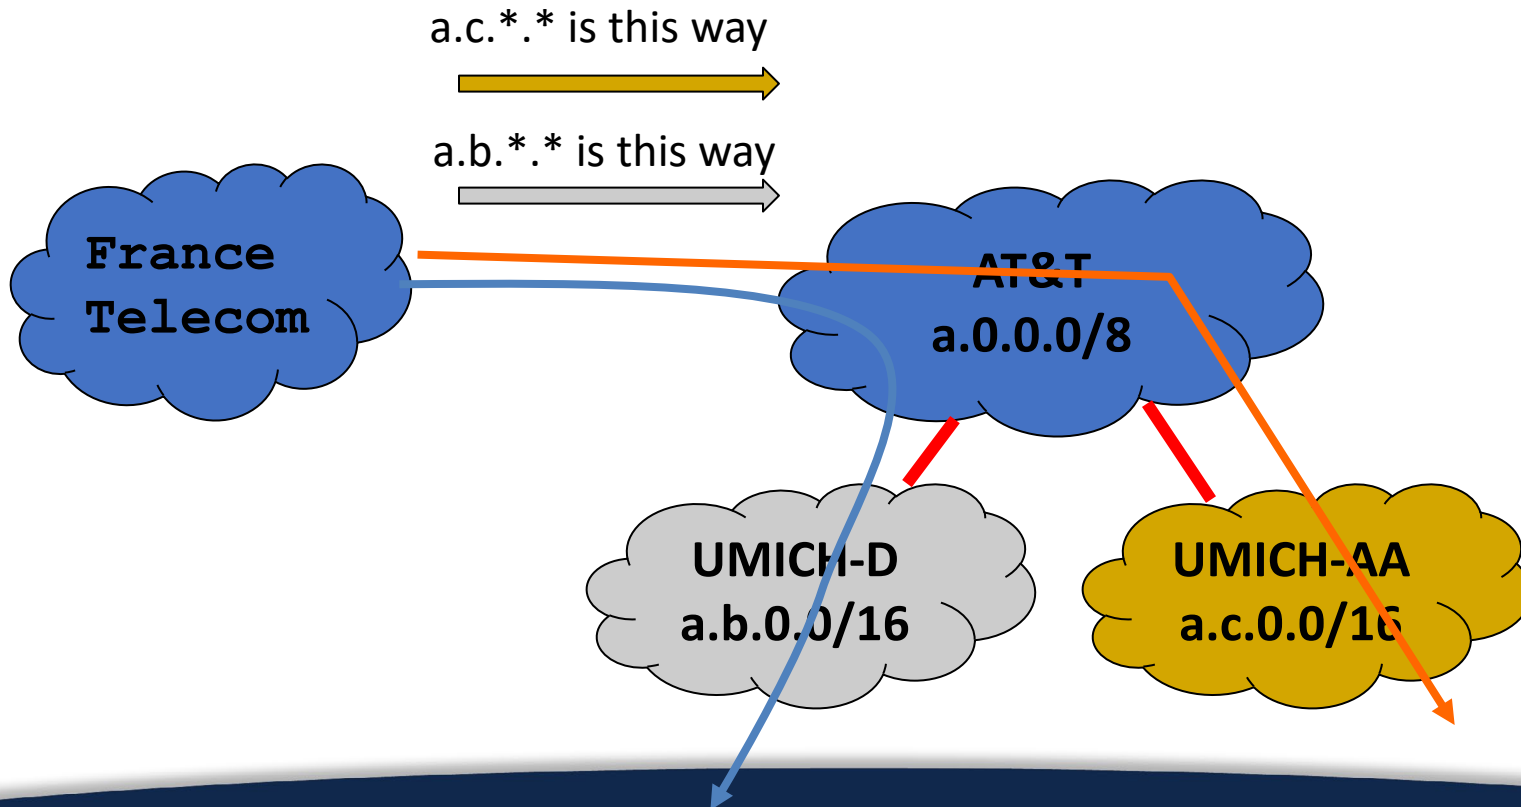 a.c.*.* is this way
a.b.*.* is this way
France
Telecom
AT&T
a.0.0.0/8
UMICH-D
a.b.0.0/16
UMICH-AA
a.c.0.0/16